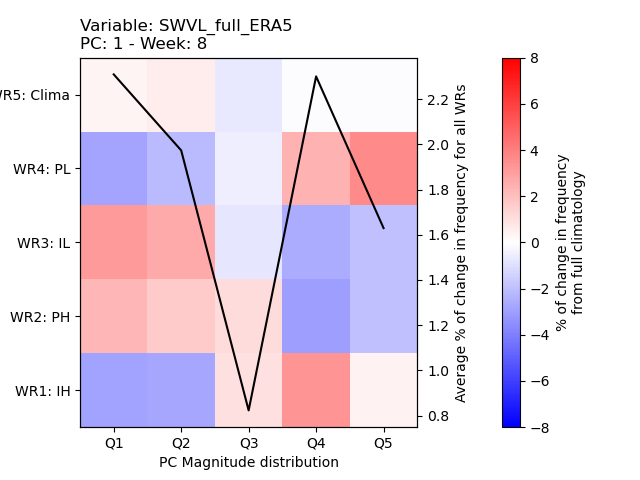 Variable: SWVL_full_ERA5
PC: 1 - Week: 8
WR5: Clima
WR4: PL
WR3: IL
WR2: PH
WR1: IH
Q1 Q2 Q3 Q4 Q5
PC Magnitude distribution
2.2
2.0
1.8
1.6
1.4
1.2
1.0
0.8
Average % of change in frequency for all WRs
8
6
4
2
0
−2
−4
−6
−8
% of change in frequency
from full climatology